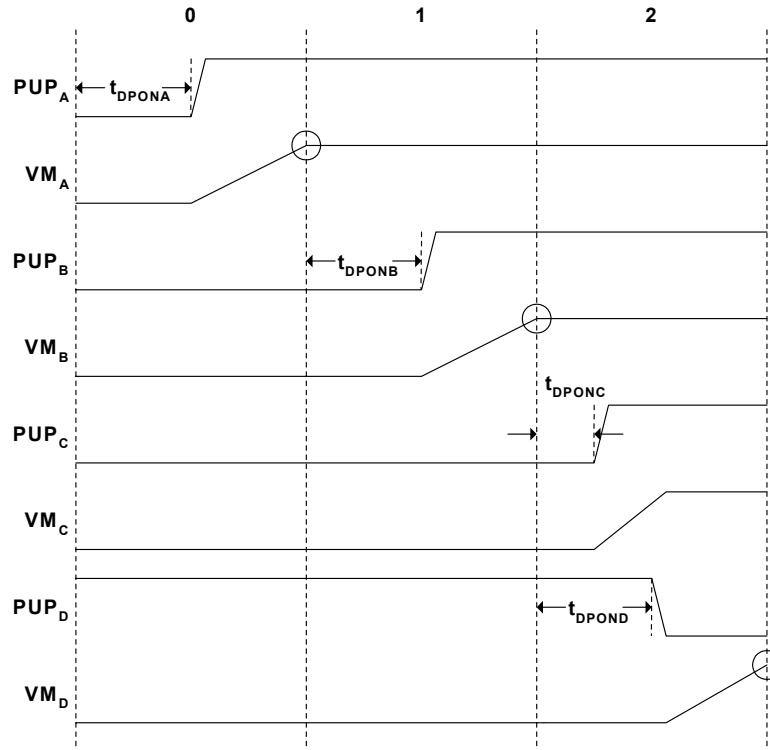 0 1 2
PUP_A
t_DPONA
VM_A
PUP_B
t_DPONB
VM_B
t_DPONC
PUP_C
VM_C
PUP_D
t_DPOND
VM_D